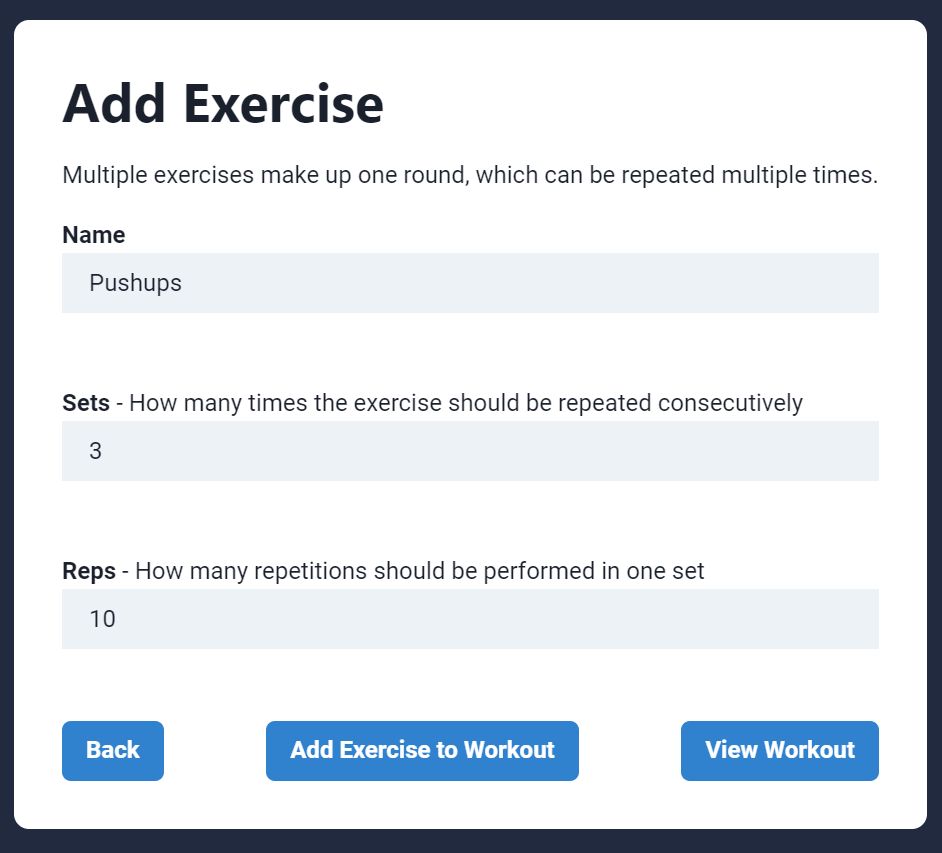 Add Exercise
Multiple exercises make up one round, which can be repeated multiple times.
Name
Pushups
Sets - How many times the exercise should be repeated consecutively
3
Reps - How many repetitions should be performed in one set
10
Back
Add Exercise to Workout
View Workout